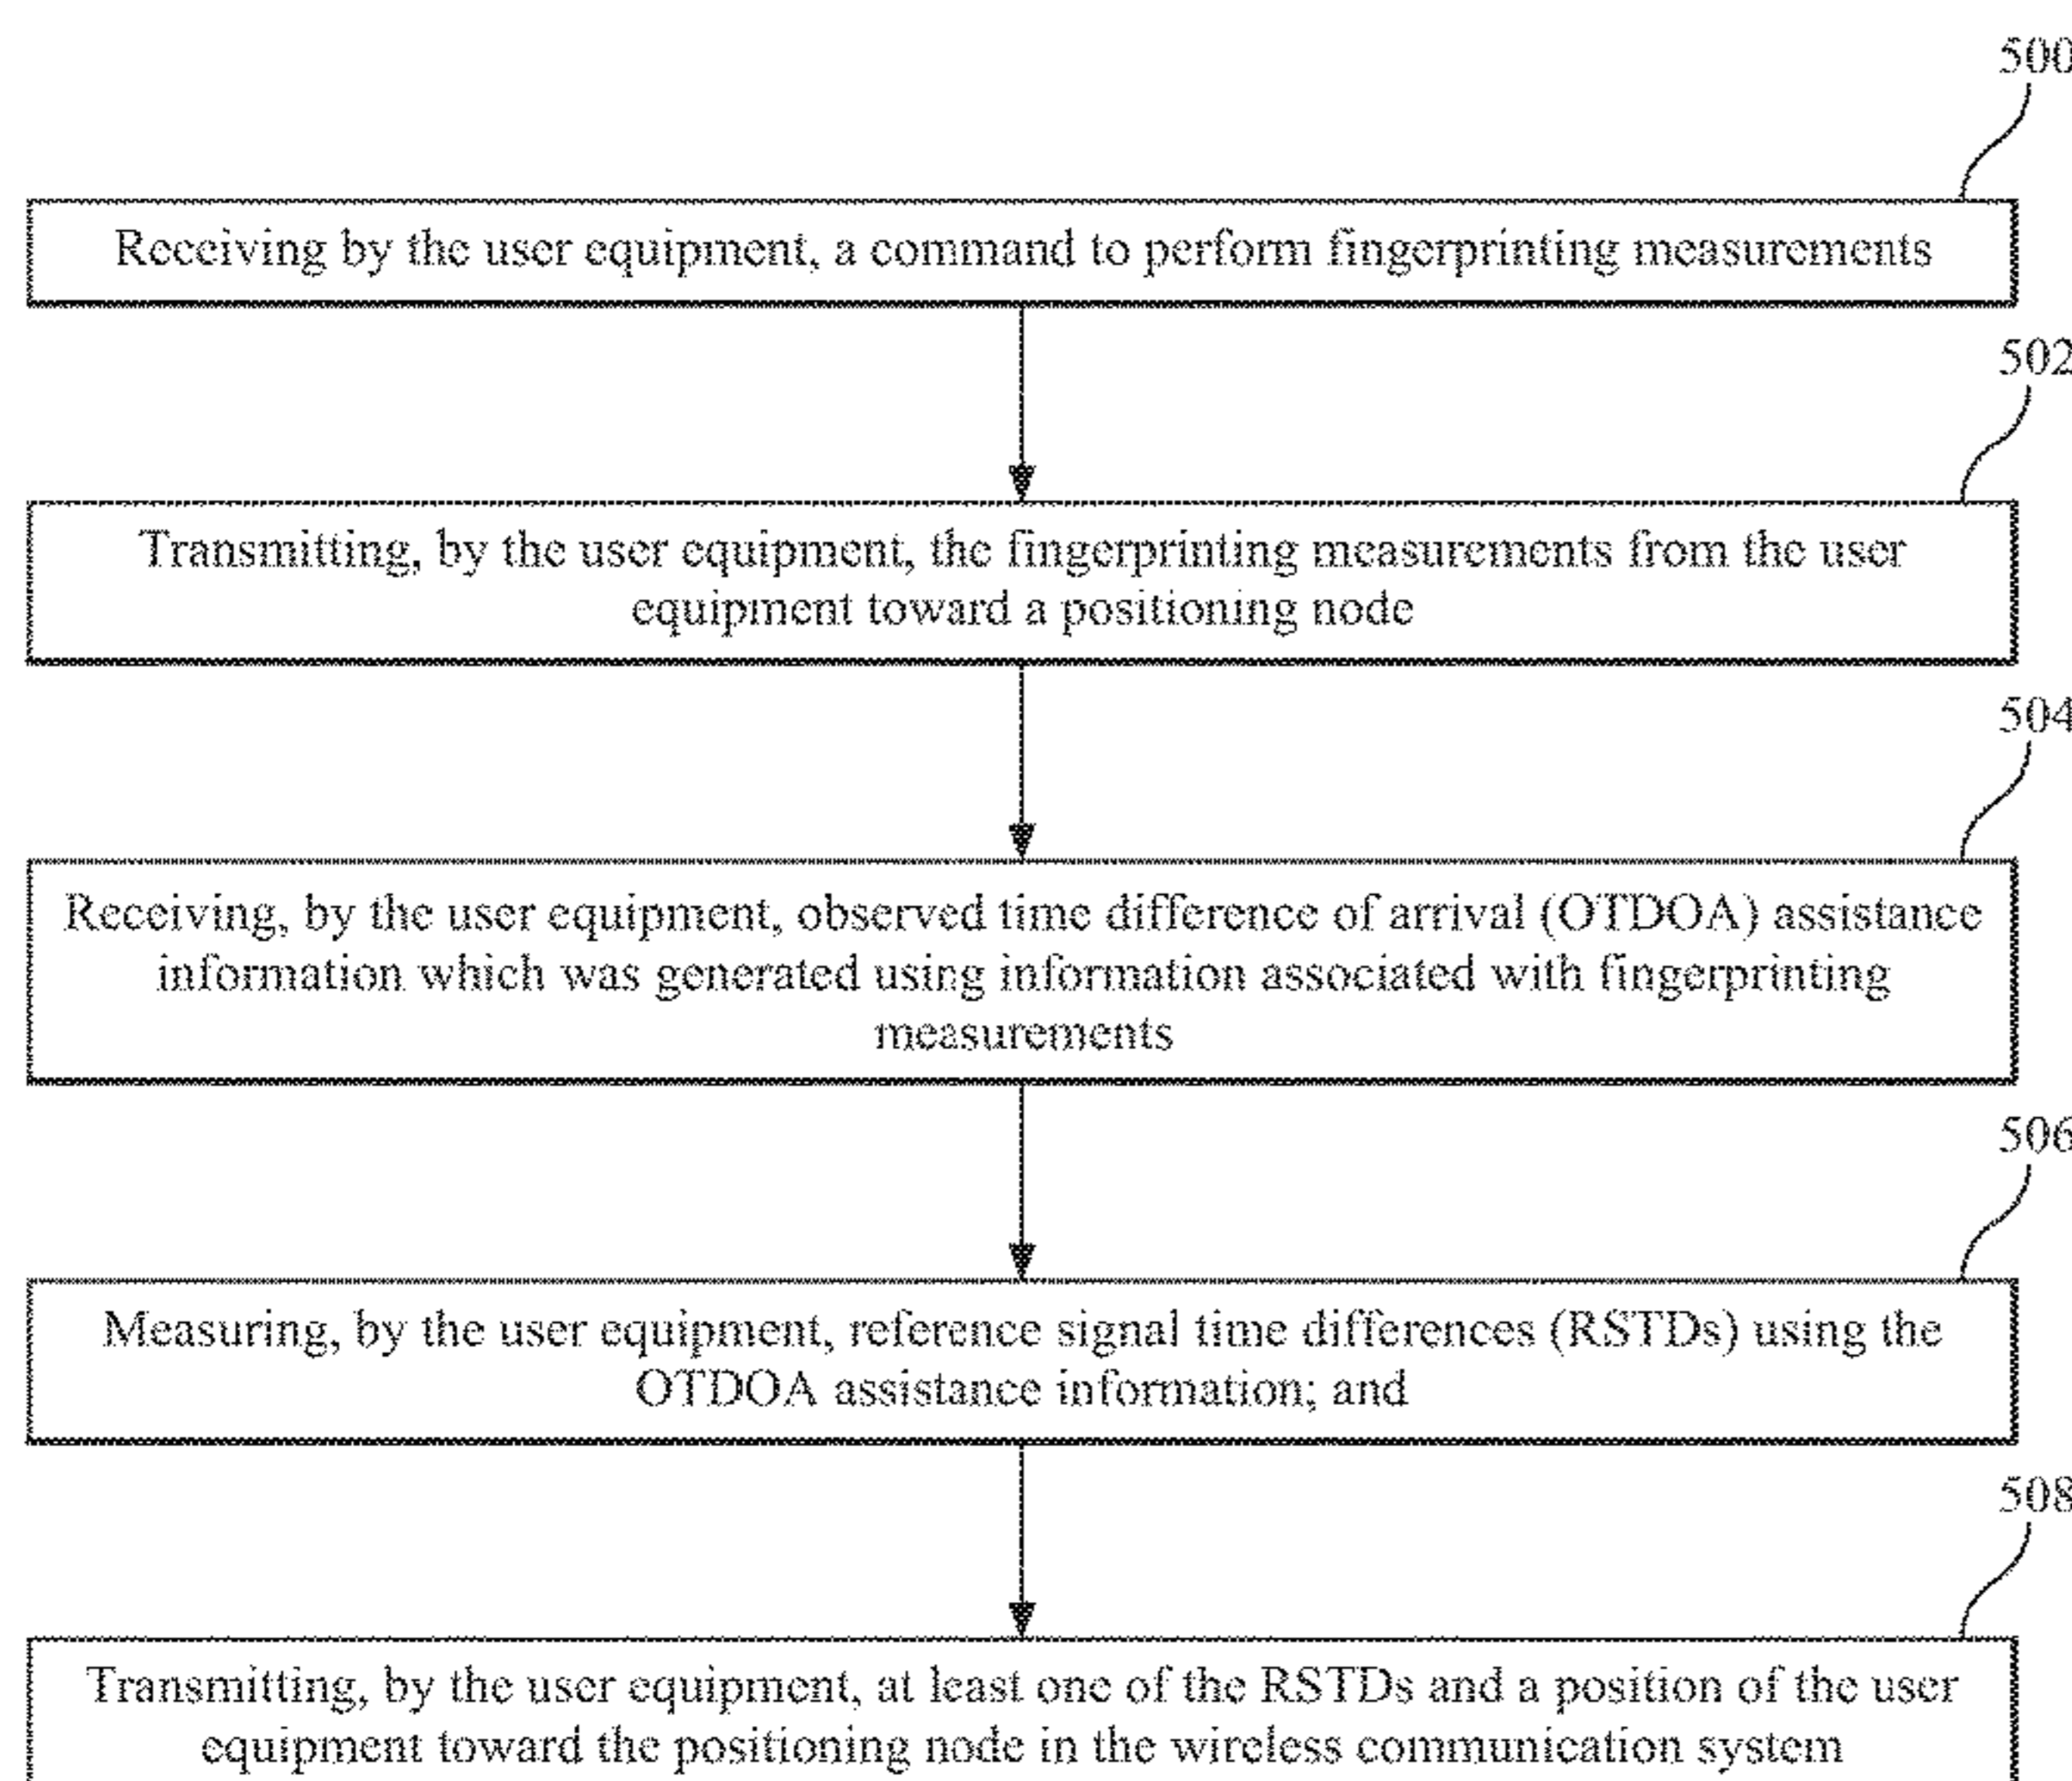 500
Receiving by the user equipment, a command to perform fingerprinting measurements
502
Transmitting, by the user equipment, the fingerprinting measurements from the user
equipment toward a positioning node
504
Receiving, by the user equipment, observed time difference of arrival (OTDOA) assistance
information which was generated using information associated with fingerprinting
measurements
506
Measuring, by the user equipment, reference signal time differences (RSTDs) using the
OTDOA assistance information; and
508
Transmitting, by the user equipment, at least one of the RSTDs and a position of the user
equipment toward the positioning node in the wireless communication system